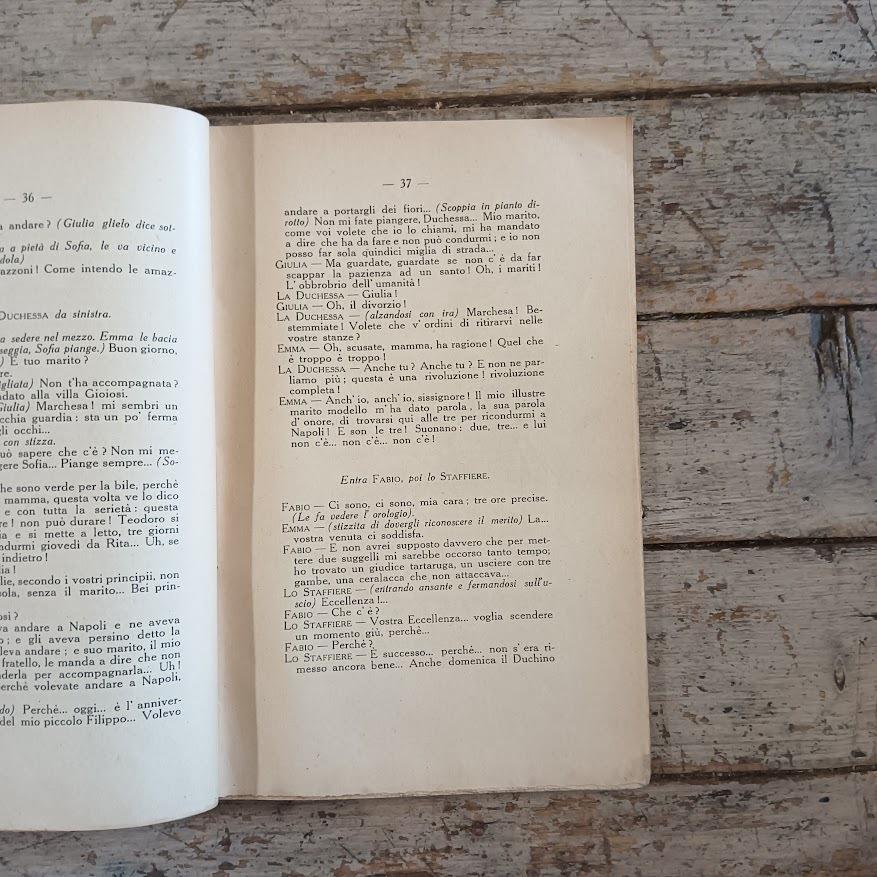 — 36 —
andare? (Giulia glielo dice sot-
a pietà di Sofia, le va vicino e
dola)
azzoni! Come intendo le amaz-
DUCHESSA da sinistra.
sedere nel mezzo. Emma le bacia
seggia, Sofia piange.) Buon giorno,
E tuo marito?
re.
igliata) Non t'ha accompagnata?
ndato alla villa Gioiosi.
Giulia) Marchesa! mi sembri un
cchia guardia: sta un po' ferma
gli occhi...
con stizza.
può sapere che c'è? Non mi me-
gere Sofia... Piange sempre... (So-
che sono verde per la bile, perchè
mamma, questa volta ve lo dico
e con tutta la serietà: questa
re! non può durare! Teodoro si
ia e si mette a letto, tre giorni
ndurmi giovedì da Rita... Uh, se
indietro!
ia!
lie, secondo i vostri principii, non
sola, senza il marito... Bei prin-
osì?
va andare a Napoli e ne aveva
o; e gli aveva persino detto la
leva andare; e suo marito, il mio
fratello, le manda a dire che non
nderla per accompagnarla... Uh!
erchè volevate andare a Napoli,
do) Perchè... oggi... è l'anniver-
del mio piccolo Filippo... Volevo
— 37 —
andare a portargli dei fiori... (Scoppia in pianto di-
rotto) Non mi fate piangere, Duchessa... Mio marito,
come voi volete che io lo chiami, mi ha mandato
a dire che ha da fare e non può condurmi; e io non
posso far sola quindici miglia di strada...
GIULIA — Ma guardate, guardate se non c'è da far
scappar la pazienza ad un santo! Oh, i mariti!
L'obbrobrio dell'umanità!
LA DUCHESSA — Giulia!
GIULIA — Oh, il divorzio!
LA DUCHESSA — (alzandosi con ira) Marchesa! Be-
stemmiate! Volete che v'ordini di ritirarvi nelle
vostre stanze?
EMMA — Oh, scusate, mamma, ha ragione! Quel che
è troppo è troppo!
LA DUCHESSA — Anche tu? Anche tu? E non ne par-
liamo più; questa è una rivoluzione! rivoluzione
completa!
EMMA — Anch'io, anch'io, sissignore! Il mio illustre
marito modello m'ha dato parola, la sua parola
d'onore, di trovarsi qui alle tre per ricondurmi a
Napoli! E son le tre! Suonano: due, tre... e lui
non c'è... non c'è... non c'è!
Entra FABIO, poi lo STAFFIERE.
FABIO — Ci sono, ci sono, mia cara; tre ore precise.
(Le fa vedere l'orologio).
EMMA — (stizzita di dovergli riconoscere il merito) La...
vostra venuta ci soddisfa.
FABIO — E non avrei supposto davvero che per met-
tere due suggelli mi sarebbe occorso tanto tempo;
ho trovato un giudice tartaruga, un usciere con tre
gambe, una ceralacca che non attaccava...
LO STAFFIERE — (entrando ansante e fermandosi sull'u-
scio) Eccellenza!...
FABIO — Che c'è?
LO STAFFIERE — Vostra Eccellenza... voglia scendere
un momento giù, perchè...
FABIO — Perchè?
LO STAFFIERE — È successo... perchè... non s'era ri-
messo ancora bene... Anche domenica il Duchino